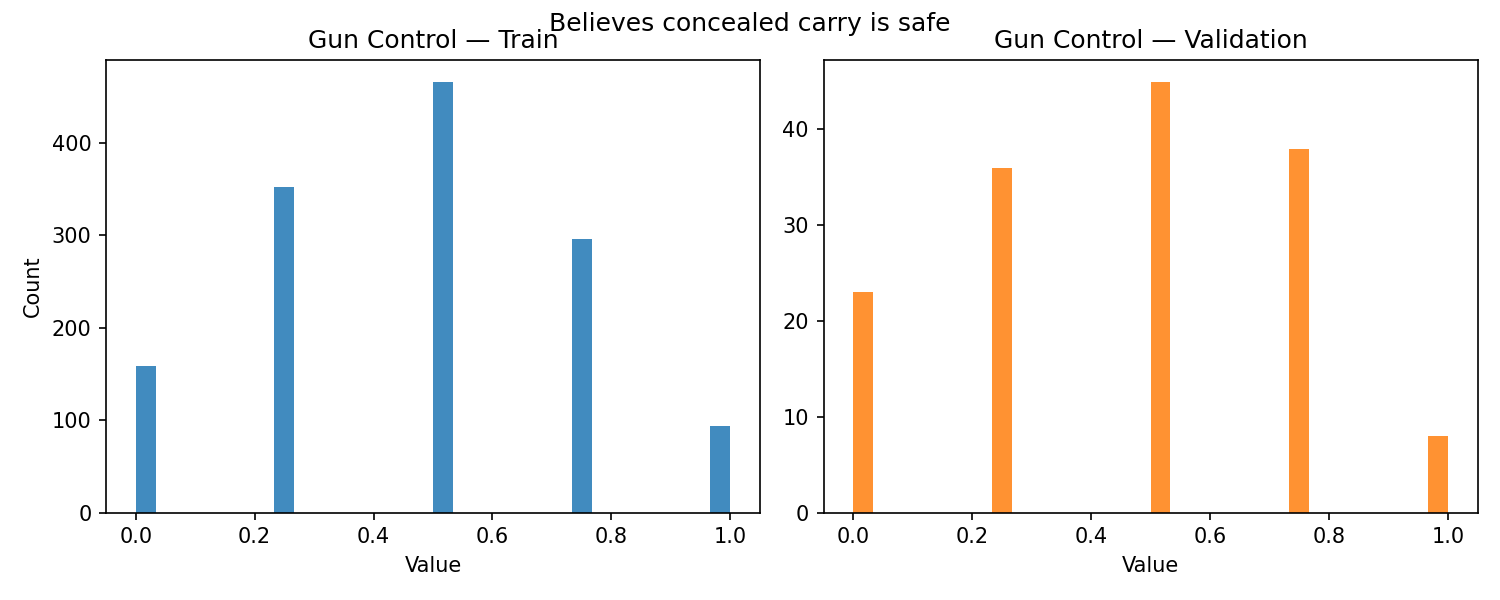 Believes concealed carry is safe
Gun Control — Train
Gun Control — Validation
Count
400
300
200
100
0
0.0 0.2 0.4 0.6 0.8 1.0
Value
40
30
20
10
0
0.0 0.2 0.4 0.6 0.8 1.0
Value